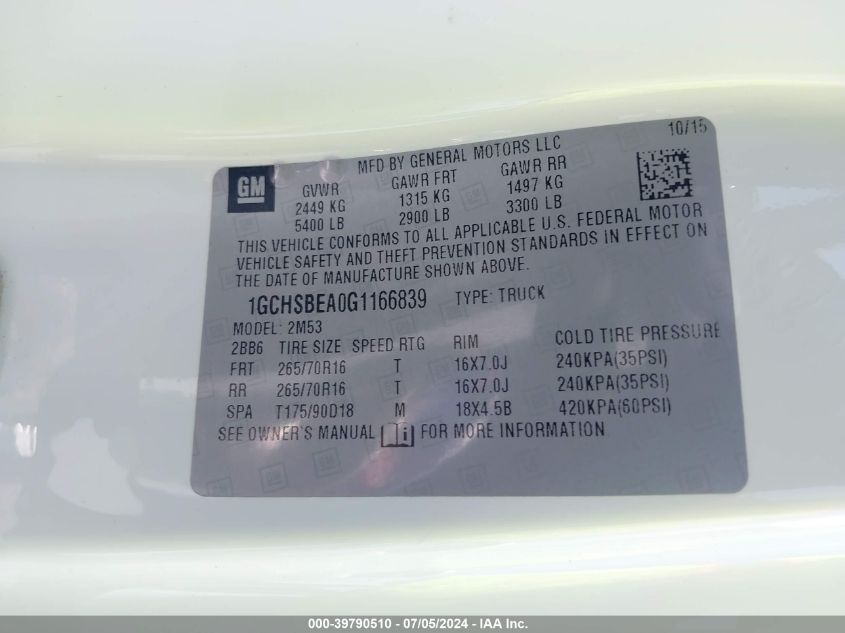 10/15
MFD BY GENERAL MOTORS LLC
GM
GVWR GAWR FRT GAWR RR
2449 KG 1315 KG 1497 KG
5400 LB 2900 LB 3300 LB
THIS VEHICLE CONFORMS TO ALL APPLICABLE U.S. FEDERAL MOTOR
VEHICLE SAFETY AND THEFT PREVENTION STANDARDS IN EFFECT ON
THE DATE OF MANUFACTURE SHOWN ABOVE.
1GCHSBEA0G1166839 TYPE: TRUCK
MODEL: 2M53
2BB6 TIRE SIZE SPEED RTG RIM COLD TIRE PRESSURE
FRT 265/70R16 T 16X7.0J 240KPA(35PSI)
RR 265/70R16 T 16X7.0J 240KPA(35PSI)
SPA T175/90D18 M 18X4.5B 420KPA(60PSI)
SEE OWNER'S MANUAL i FOR MORE INFORMATION
000-39790510 - 07/05/2024 - IAA Inc.